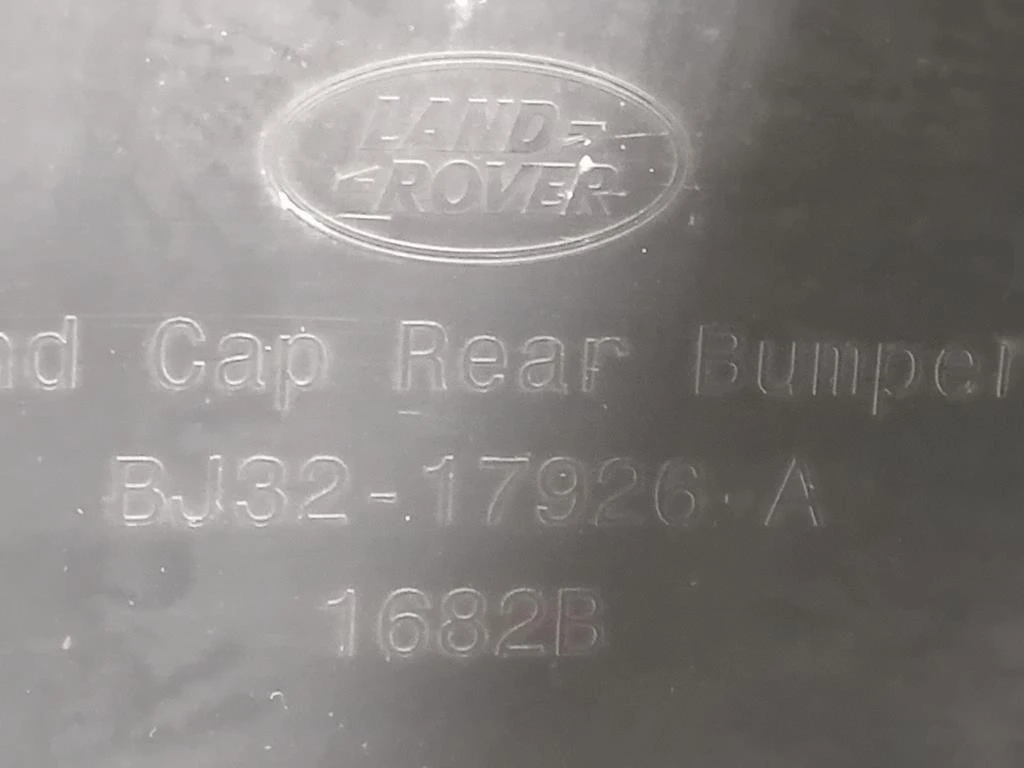 LAND
ROVER
nd Cap Rear Bumper
BJ32-17926-A
1682B